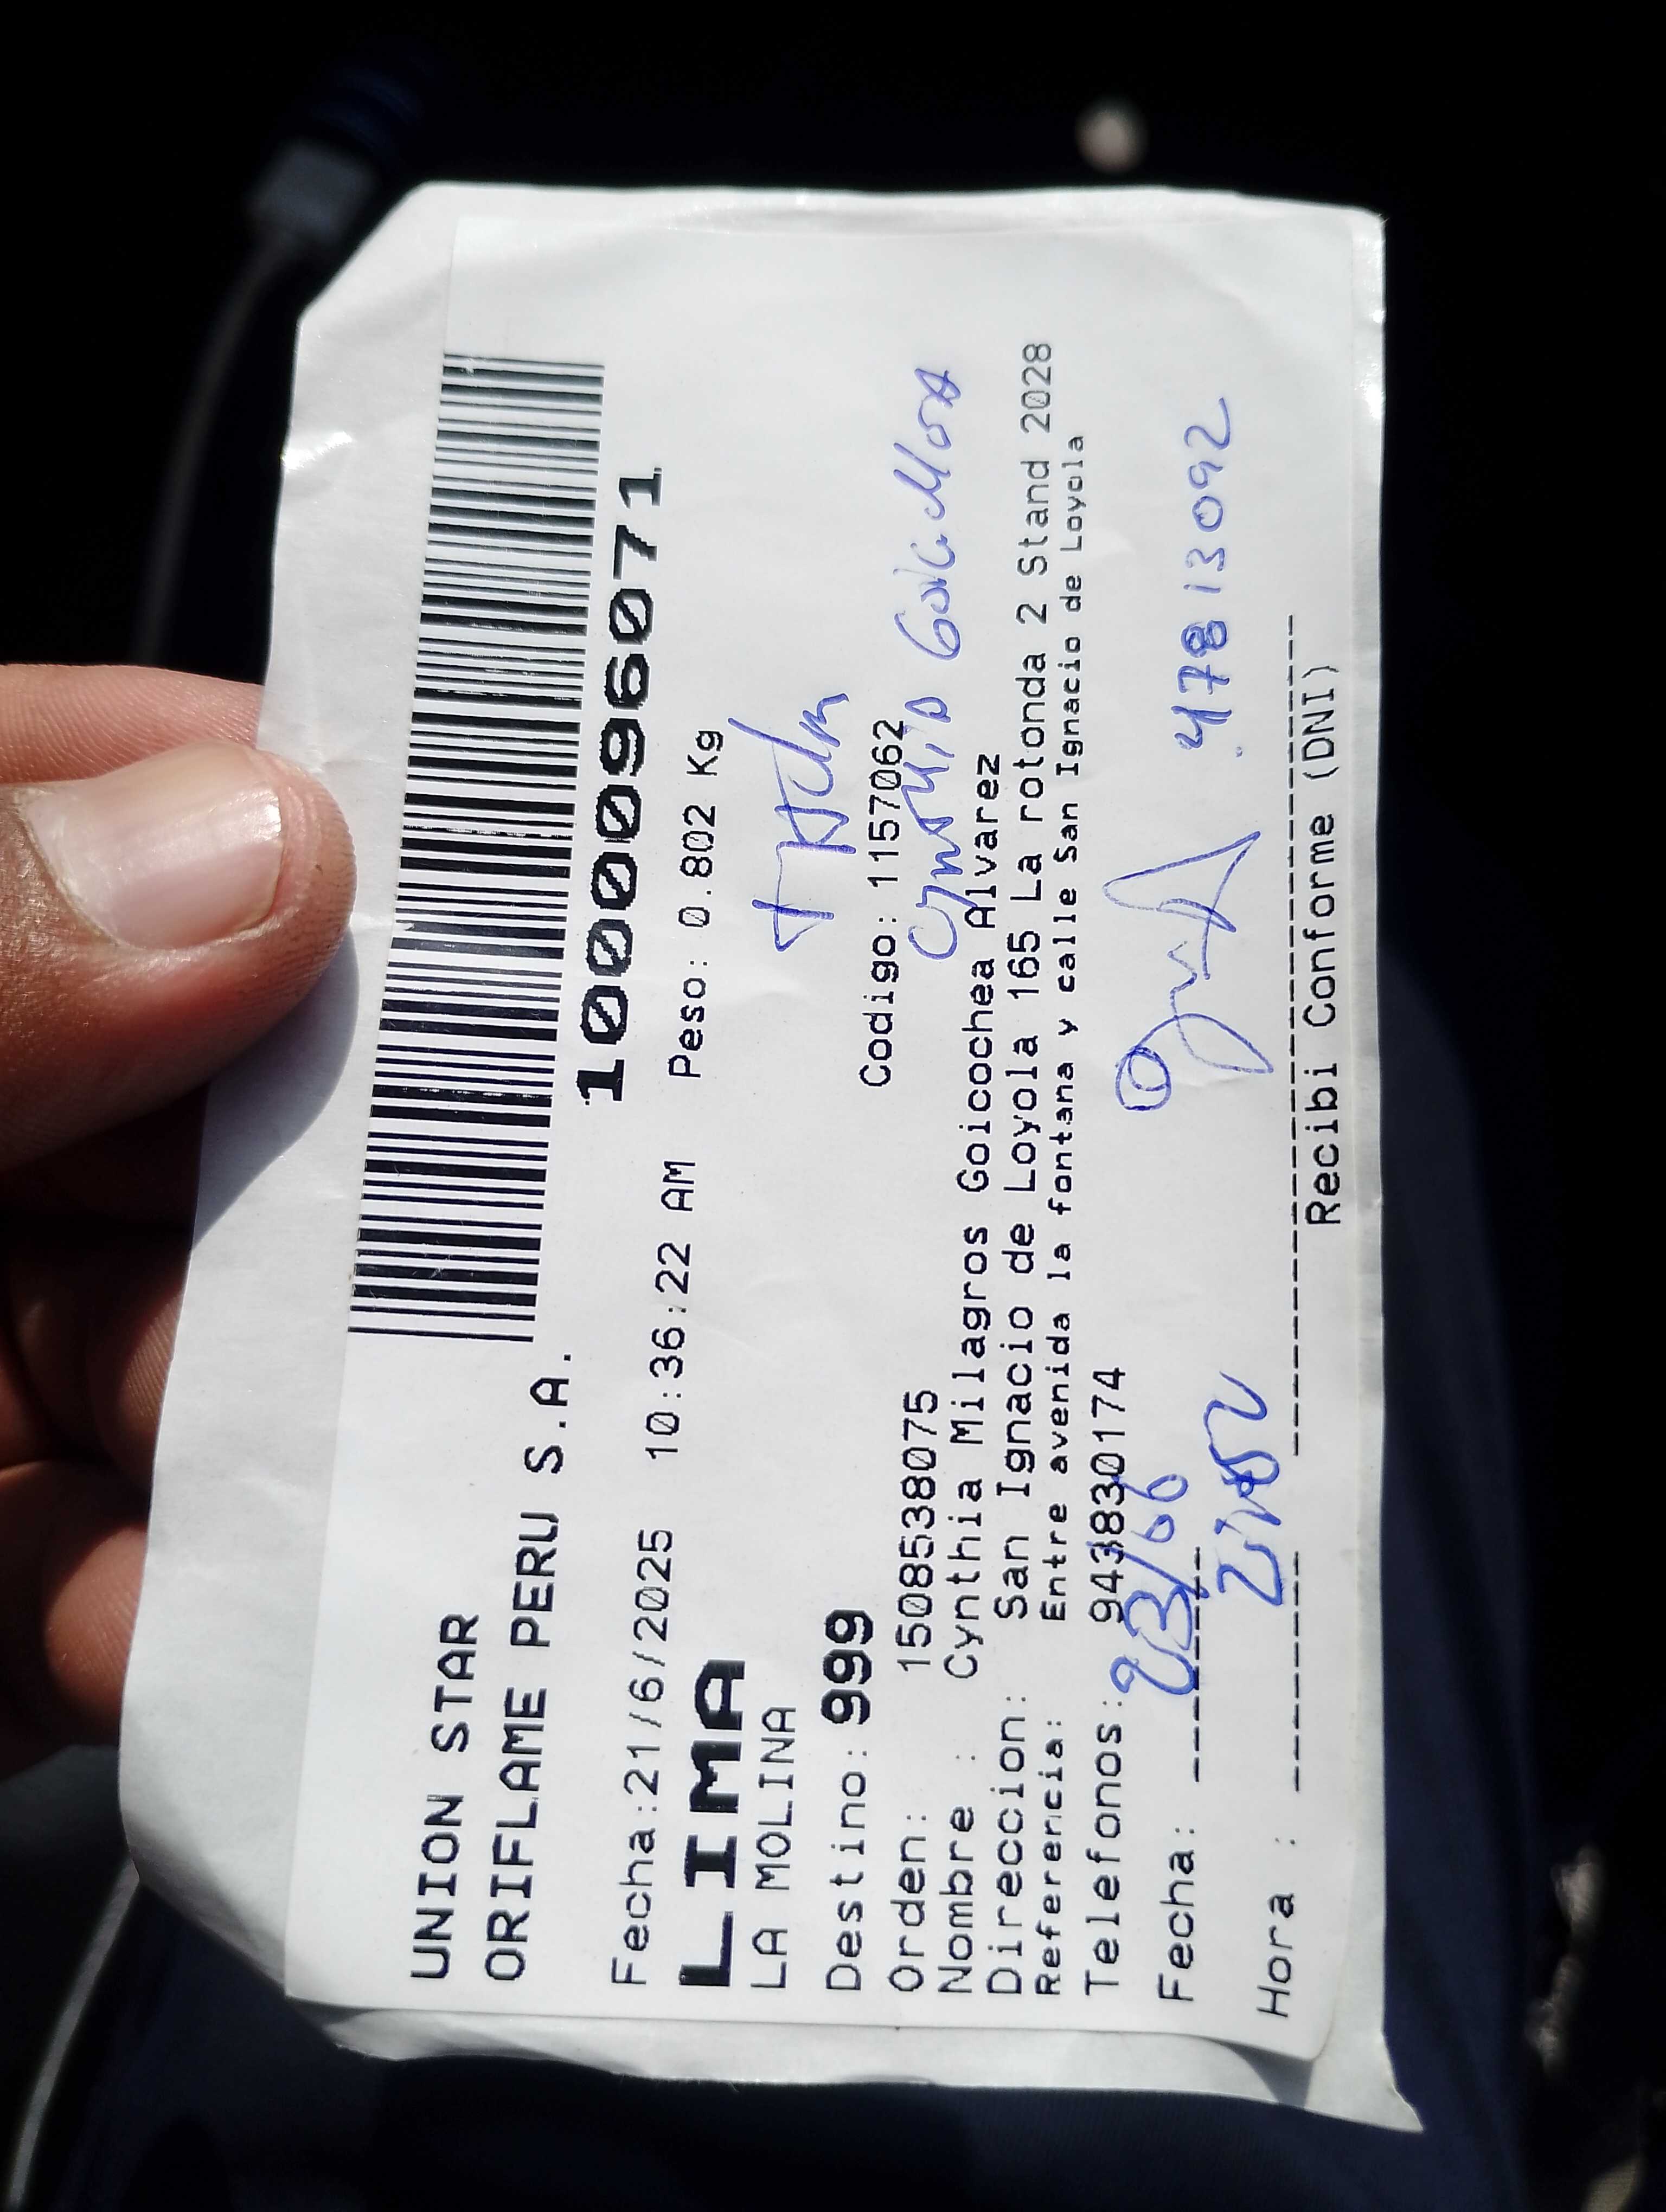 UNION STAR
ORIFLAME PERU S.A.
10009607­1
Fecha:21/6/2025 10:36:22 AM Peso: 0.802 Kg
LIMA
LA MOLINA
Destino: 999
Codigo: 1157062
Orden: 1508538075
Nombre : Cynthia Milagros Goicochea Alvarez
Direccion: San Ignacio de Loyola 165 La rotonda 2 Stand 2028
Referencia: Entre avenida la fontana y calle San Ignacio de Loyola
Telefonos: 943830174
Fecha: 23/06
47813092
Hora :
Recibi Conforme (DNI)